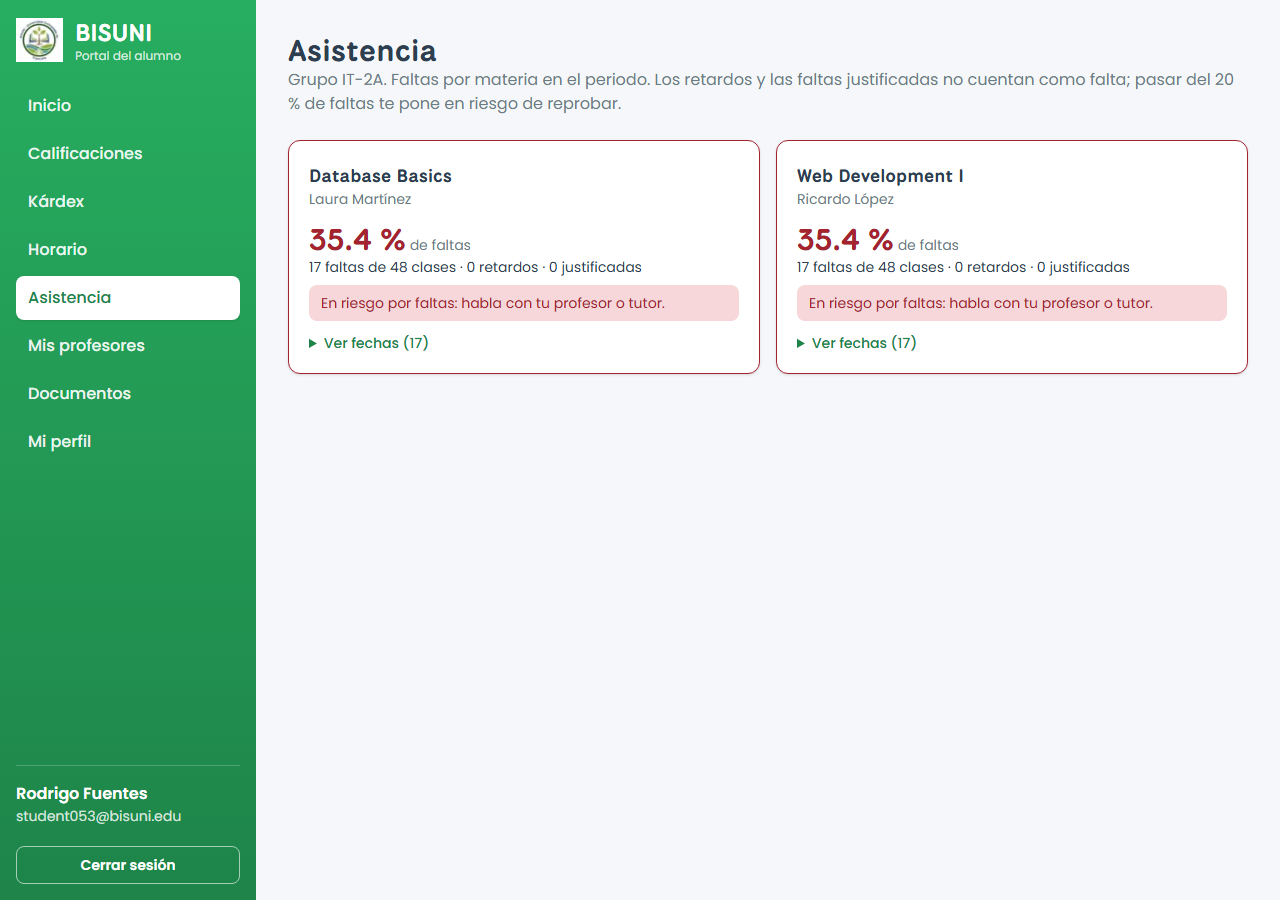 BISUNI
Portal del alumno
Inicio
Calificaciones
Kárdex
Horario
Asistencia
Mis profesores
Documentos
Mi perfil
Rodrigo Fuentes
student053@bisuni.edu
Cerrar sesión
Asistencia
Grupo IT-2A. Faltas por materia en el periodo. Los retardos y las faltas justificadas no cuentan como falta; pasar del 20
% de faltas te pone en riesgo de reprobar.
Database Basics
Laura Martínez
35.4 % de faltas
17 faltas de 48 clases · 0 retardos · 0 justificadas
En riesgo por faltas: habla con tu profesor o tutor.
Ver fechas (17)
Web Development I
Ricardo López
35.4 % de faltas
17 faltas de 48 clases · 0 retardos · 0 justificadas
En riesgo por faltas: habla con tu profesor o tutor.
Ver fechas (17)